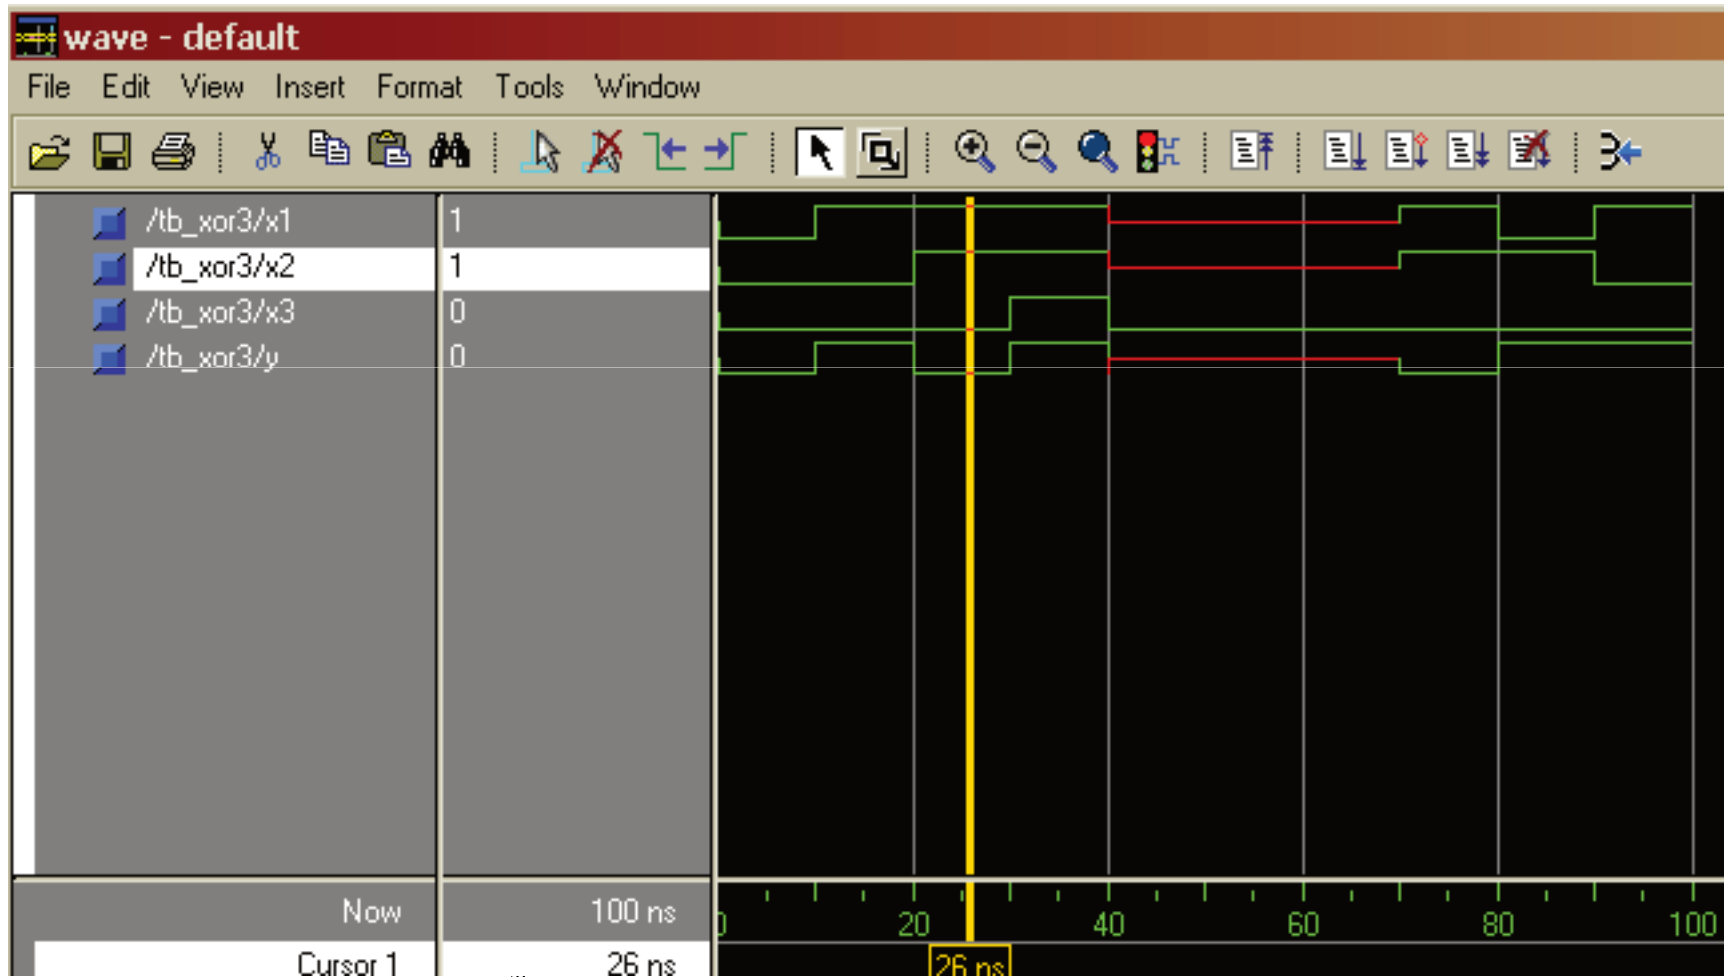 wave - default
File Edit View Insert Format Tools Window
/tb_xor3/x1 1
/tb_xor3/x2 1
/tb_xor3/x3 0
/tb_xor3/y 0
Now 100 ns 0 20 40 60 80 100
Cursor 1 26 ns 26 ns